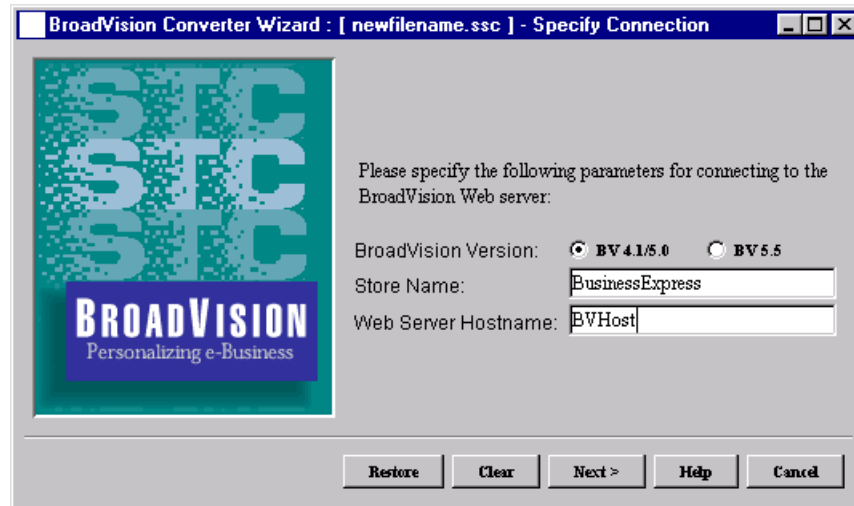 BroadVision Converter Wizard : [ newfilename.ssc ] - Specify Connection
STC
STC
STC
BROADVISION
Personalizing e-Business
Please specify the following parameters for connecting to the
BroadVision Web server:
BroadVision Version: BV 4.1/5.0 BV 5.5
Store Name: BusinessExpress
Web Server Hostname: BVHost
Restore Clear Next > Help Cancel